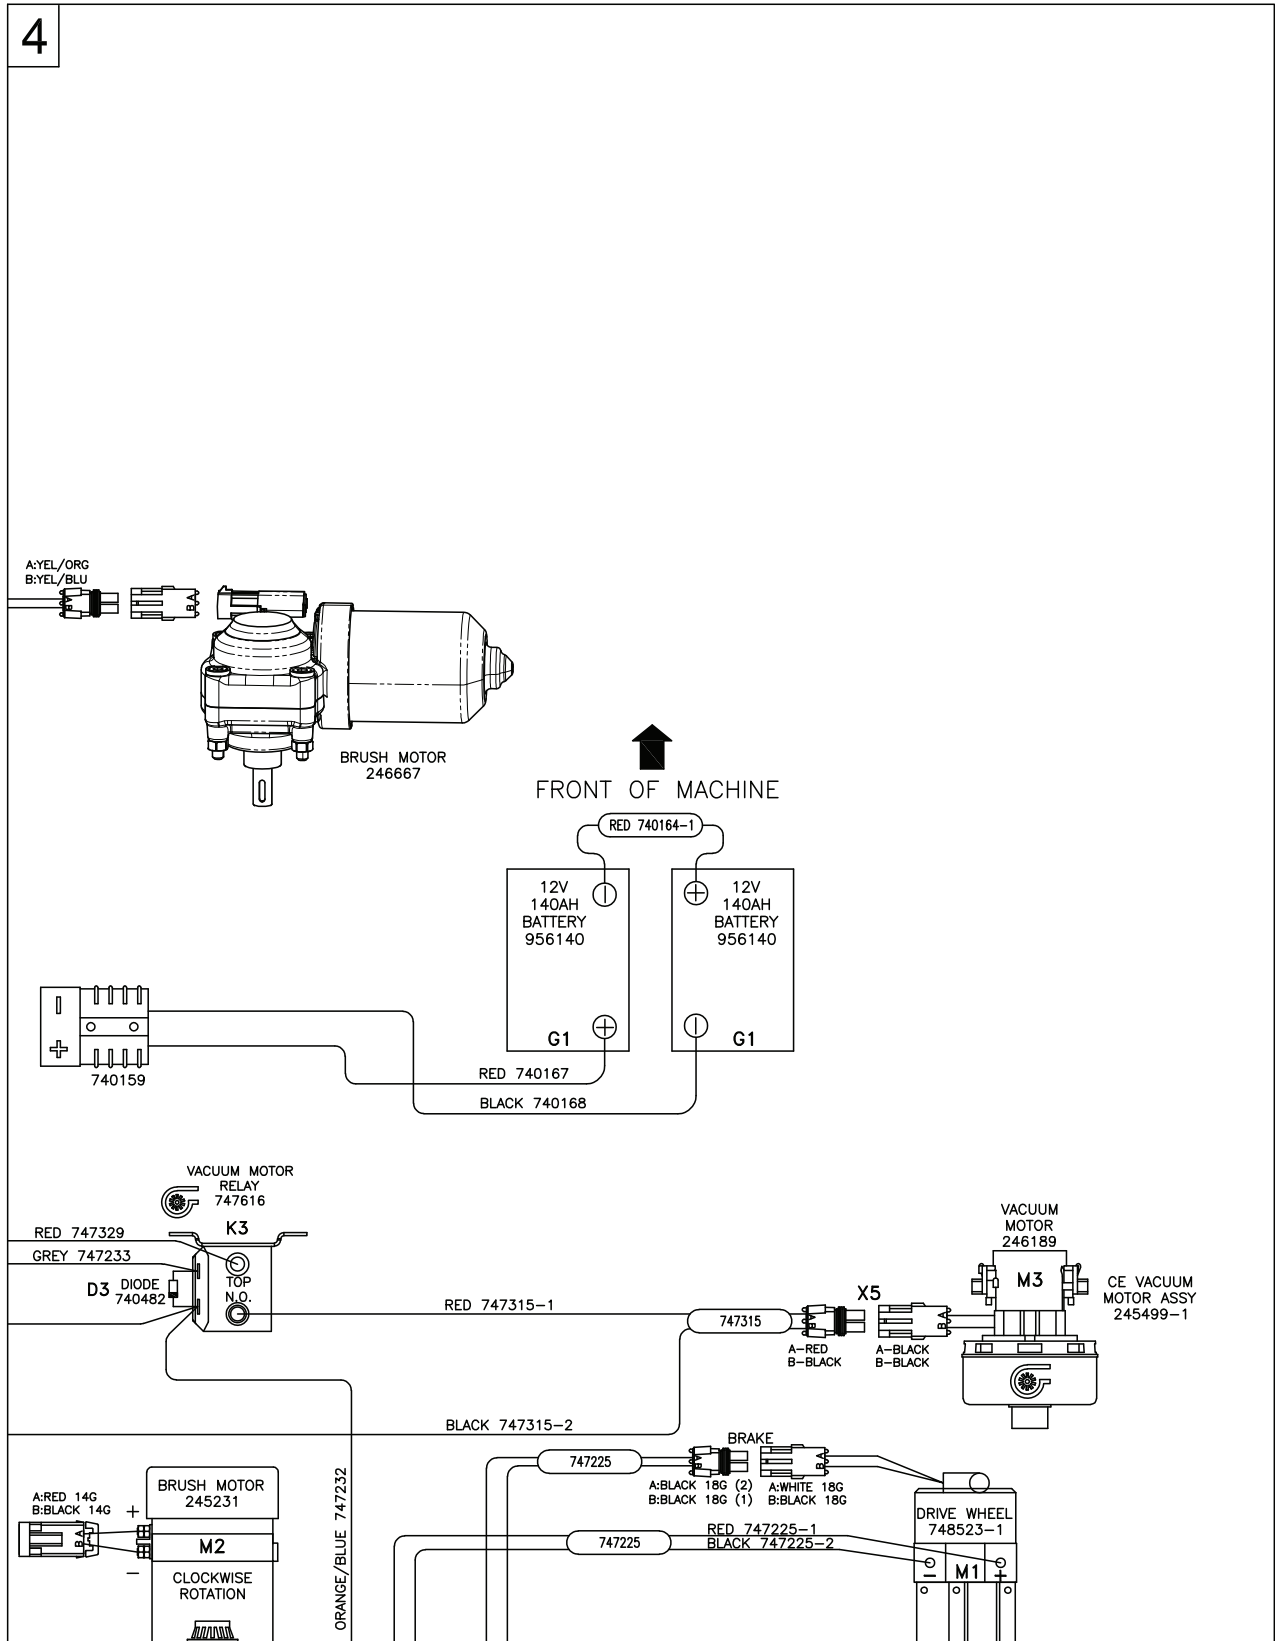 4
A:YEL/ORG
B:YEL/BLU
A
B
A
B
BRUSH MOTOR
246667
FRONT OF MACHINE
RED 740164-1
12V
140AH
BATTERY
956140
G1
12V
140AH
BATTERY
956140
G1
740159
RED 740167
BLACK 740168
VACUUM MOTOR
RELAY
747616
K3
RED 747329
GREY 747233
D3
DIODE
740482
TOP
N.O.
RED 747315-1
747315
X5
A
B
A
B
A-RED
B-BLACK
A-BLACK
B-BLACK
VACUUM
MOTOR
246189
M3
CE VACUUM
MOTOR ASSY
245499-1
BLACK 747315-2
BRAKE
747225
A
B
A
B
A:BLACK 18G (2)
B:BLACK 18G (1)
A:WHITE 18G
B:BLACK 18G
A:RED 14G
B:BLACK 14G
A
B
+
-
BRUSH MOTOR
245231
M2
CLOCKWISE
ROTATION
ORANGE/BLUE 747232
747225
RED 747225-1
BLACK 747225-2
DRIVE WHEEL
748523-1
- M1 +